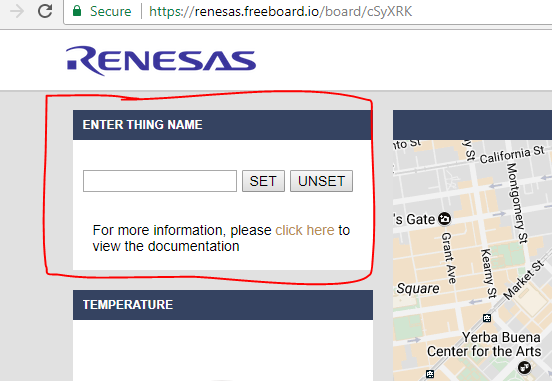 Secure https://renesas.freeboard.io/board/cSyXRK
RENESAS
ENTER THING NAME
SET UNSET
For more information, please click here to
view the documentation
TEMPERATURE
California St
Montgomery St
's Gate
Grant Ave
Kearny St
Market St
Square
Yerba Buena
Center for the Arts